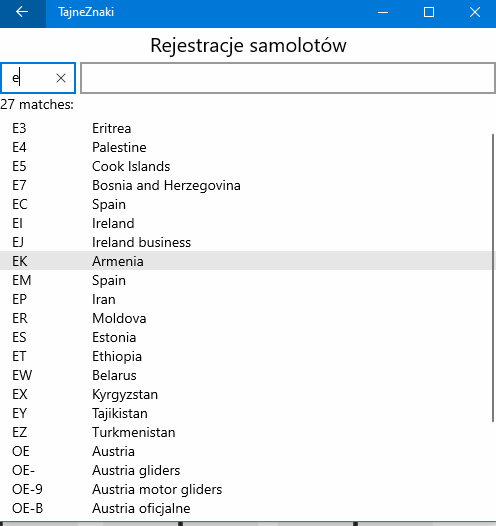 TajneZnaki
Rejestracje samolotów
e
27 matches:
E3 Eritrea
E4 Palestine
E5 Cook Islands
E7 Bosnia and Herzegovina
EC Spain
EI Ireland
EJ Ireland business
EK Armenia
EM Spain
EP Iran
ER Moldova
ES Estonia
ET Ethiopia
EW Belarus
EX Kyrgyzstan
EY Tajikistan
EZ Turkmenistan
OE Austria
OE- Austria gliders
OE-9 Austria motor gliders
OE-B Austria oficjalne